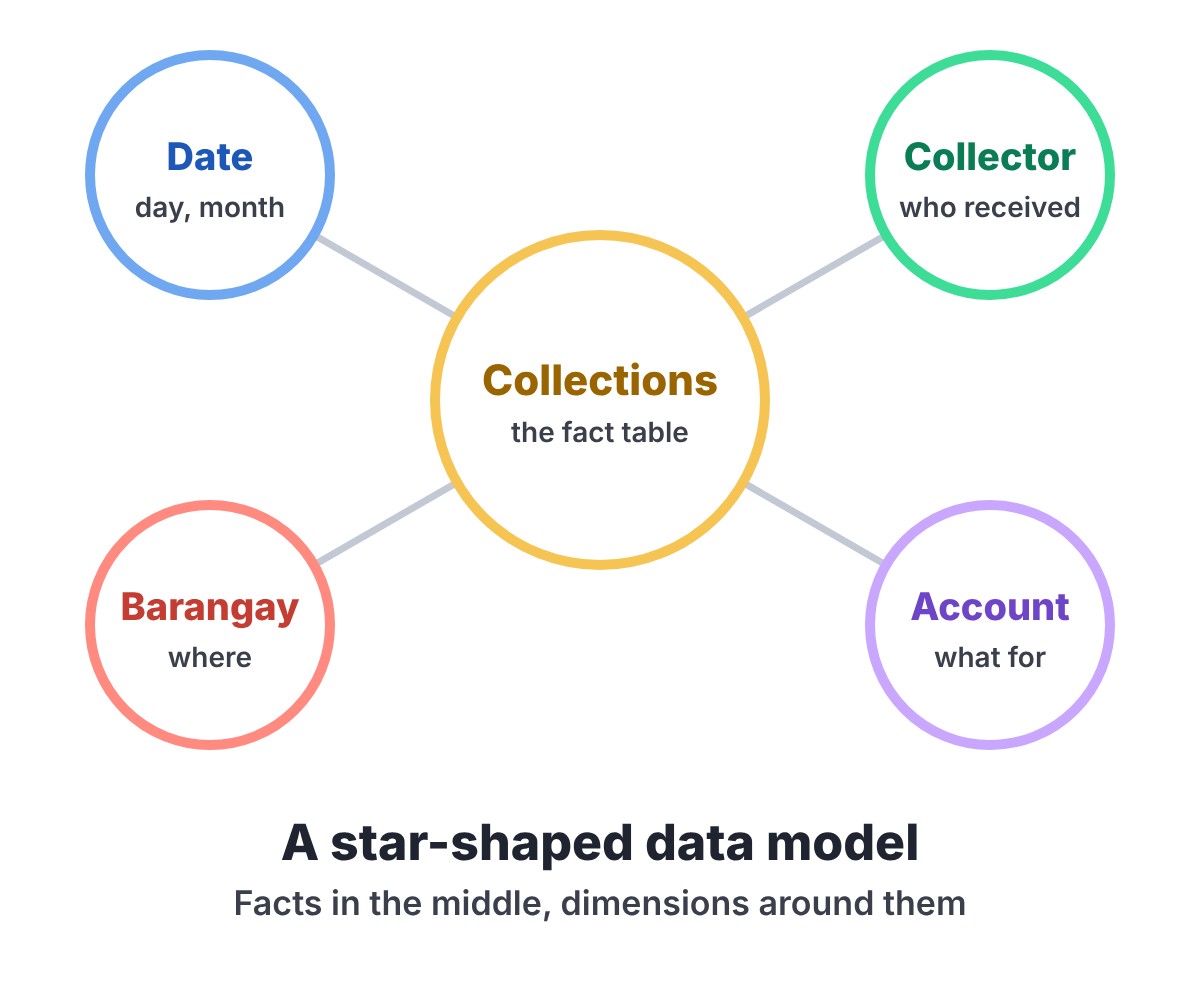 Date
day, month
Collector
who received
Collections
the fact table
Barangay
where
Account
what for
A star-shaped data model
Facts in the middle, dimensions around them